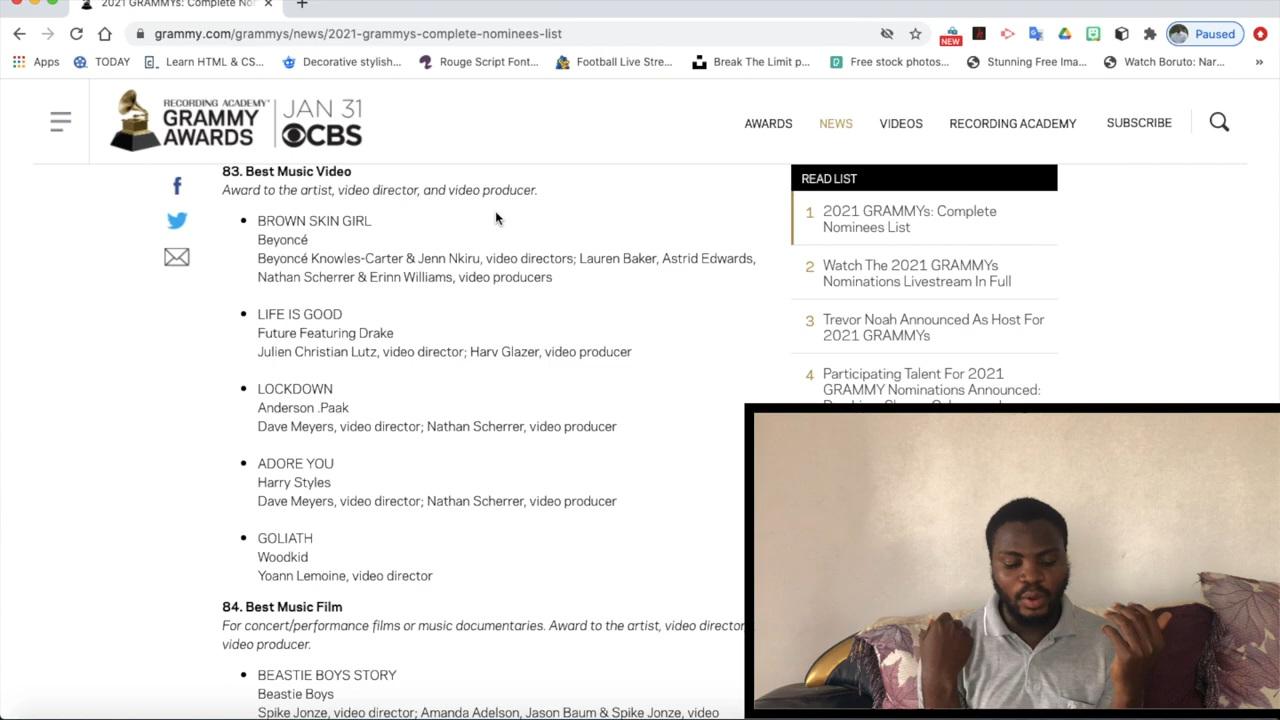 2021 GRAMMYs: Complete Nor
grammy.com/grammys/news/2021-grammys-complete-nominees-list
NEW
Paused
Apps
TODAY
Learn HTML & CS...
Decorative stylish...
Rouge Script Font...
Football Live Stre...
Break The Limit p...
Free stock photos...
Stunning Free Ima...
Watch Boruto: Nar...
»
RECORDING ACADEMY
GRAMMY
AWARDS
JAN 31
CBS
AWARDS
NEWS
VIDEOS
RECORDING ACADEMY
SUBSCRIBE
83. Best Music Video
Award to the artist, video director, and video producer.
• BROWN SKIN GIRL
Beyoncé
Beyoncé Knowles-Carter & Jenn Nkiru, video directors; Lauren Baker, Astrid Edwards,
Nathan Scherrer & Erinn Williams, video producers
• LIFE IS GOOD
Future Featuring Drake
Julien Christian Lutz, video director; Harv Glazer, video producer
• LOCKDOWN
Anderson .Paak
Dave Meyers, video director; Nathan Scherrer, video producer
• ADORE YOU
Harry Styles
Dave Meyers, video director; Nathan Scherrer, video producer
• GOLIATH
Woodkid
Yoann Lemoine, video director
84. Best Music Film
For concert/performance films or music documentaries. Award to the artist, video director
video producer.
• BEASTIE BOYS STORY
Beastie Boys
Spike Jonze, video director; Amanda Adelson, Jason Baum & Spike Jonze, video
READ LIST
1 2021 GRAMMYs: Complete
Nominees List
2 Watch The 2021 GRAMMYs
Nominations Livestream In Full
3 Trevor Noah Announced As Host For
2021 GRAMMYs
4 Participating Talent For 2021
GRAMMY Nominations Announced: